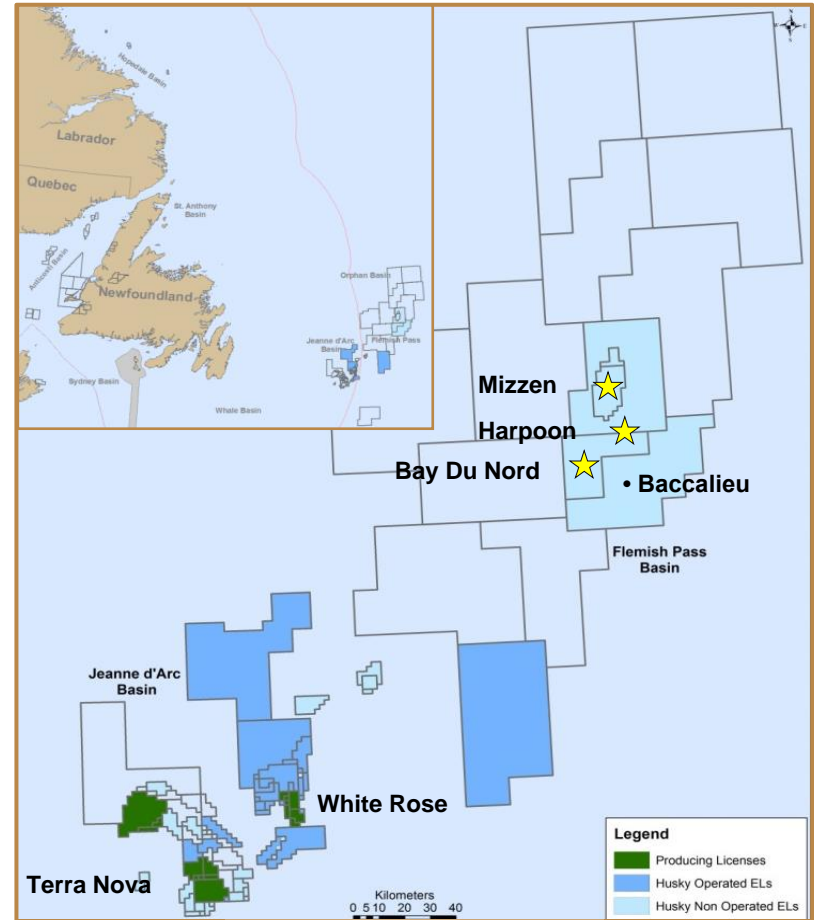 Hopedale Basin
Labrador
Quebec
St. Anthony
Basin
Anticosti Basin
Newfoundland
Orphan Basin
Jeanne d'Arc
Basin
Flemish Pass
Sydney Basin
Whale Basin
Mizzen
Harpoon
Bay Du Nord
• Baccalieu
Flemish Pass
Basin
Jeanne d'Arc
Basin
White Rose
Terra Nova
Kilometers
0 5 10 20 30 40
Legend
Producing Licenses
Husky Operated ELs
Husky Non Operated ELs